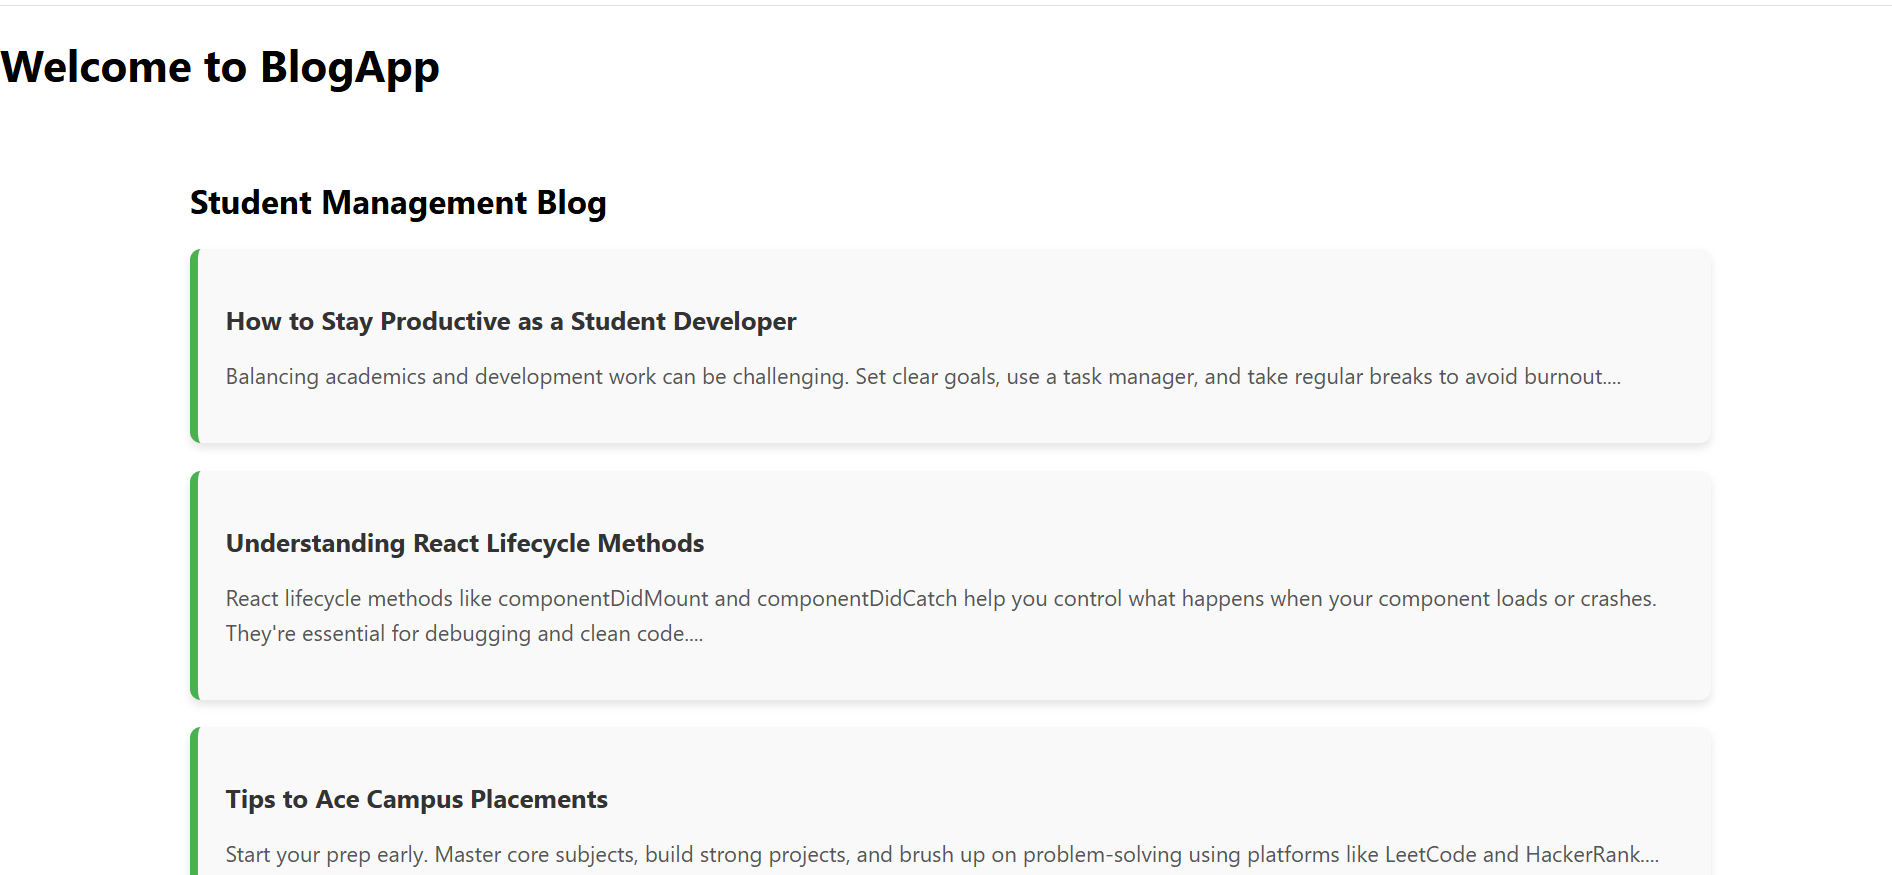 Welcome to BlogApp
Student Management Blog
How to Stay Productive as a Student Developer
Balancing academics and development work can be challenging. Set clear goals, use a task manager, and take regular breaks to avoid burnout....
Understanding React Lifecycle Methods
React lifecycle methods like componentDidMount and componentDidCatch help you control what happens when your component loads or crashes.
They're essential for debugging and clean code....
Tips to Ace Campus Placements
Start your prep early. Master core subjects, build strong projects, and brush up on problem-solving using platforms like LeetCode and HackerRank....